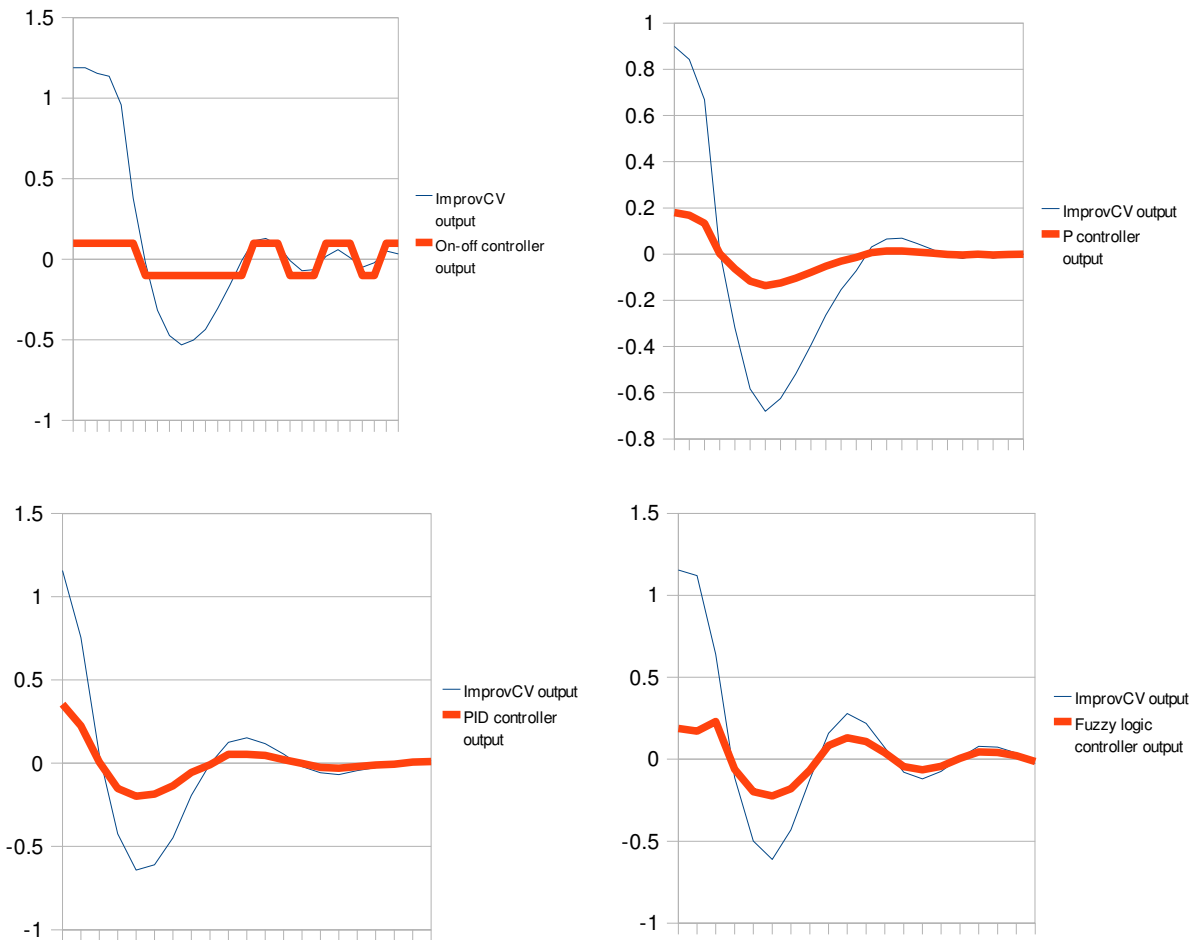 1.5
1
0.5
0
-0.5
-1
ImprovCV
output
On-off controller
output
1
0.8
0.6
0.4
0.2
0
-0.2
-0.4
-0.6
-0.8
ImprovCV output
P controller
output
1.5
1
0.5
0
-0.5
-1
ImprovCV output
PID controller
output
1.5
1
0.5
0
-0.5
-1
ImprovCV output
Fuzzy logic
controller output